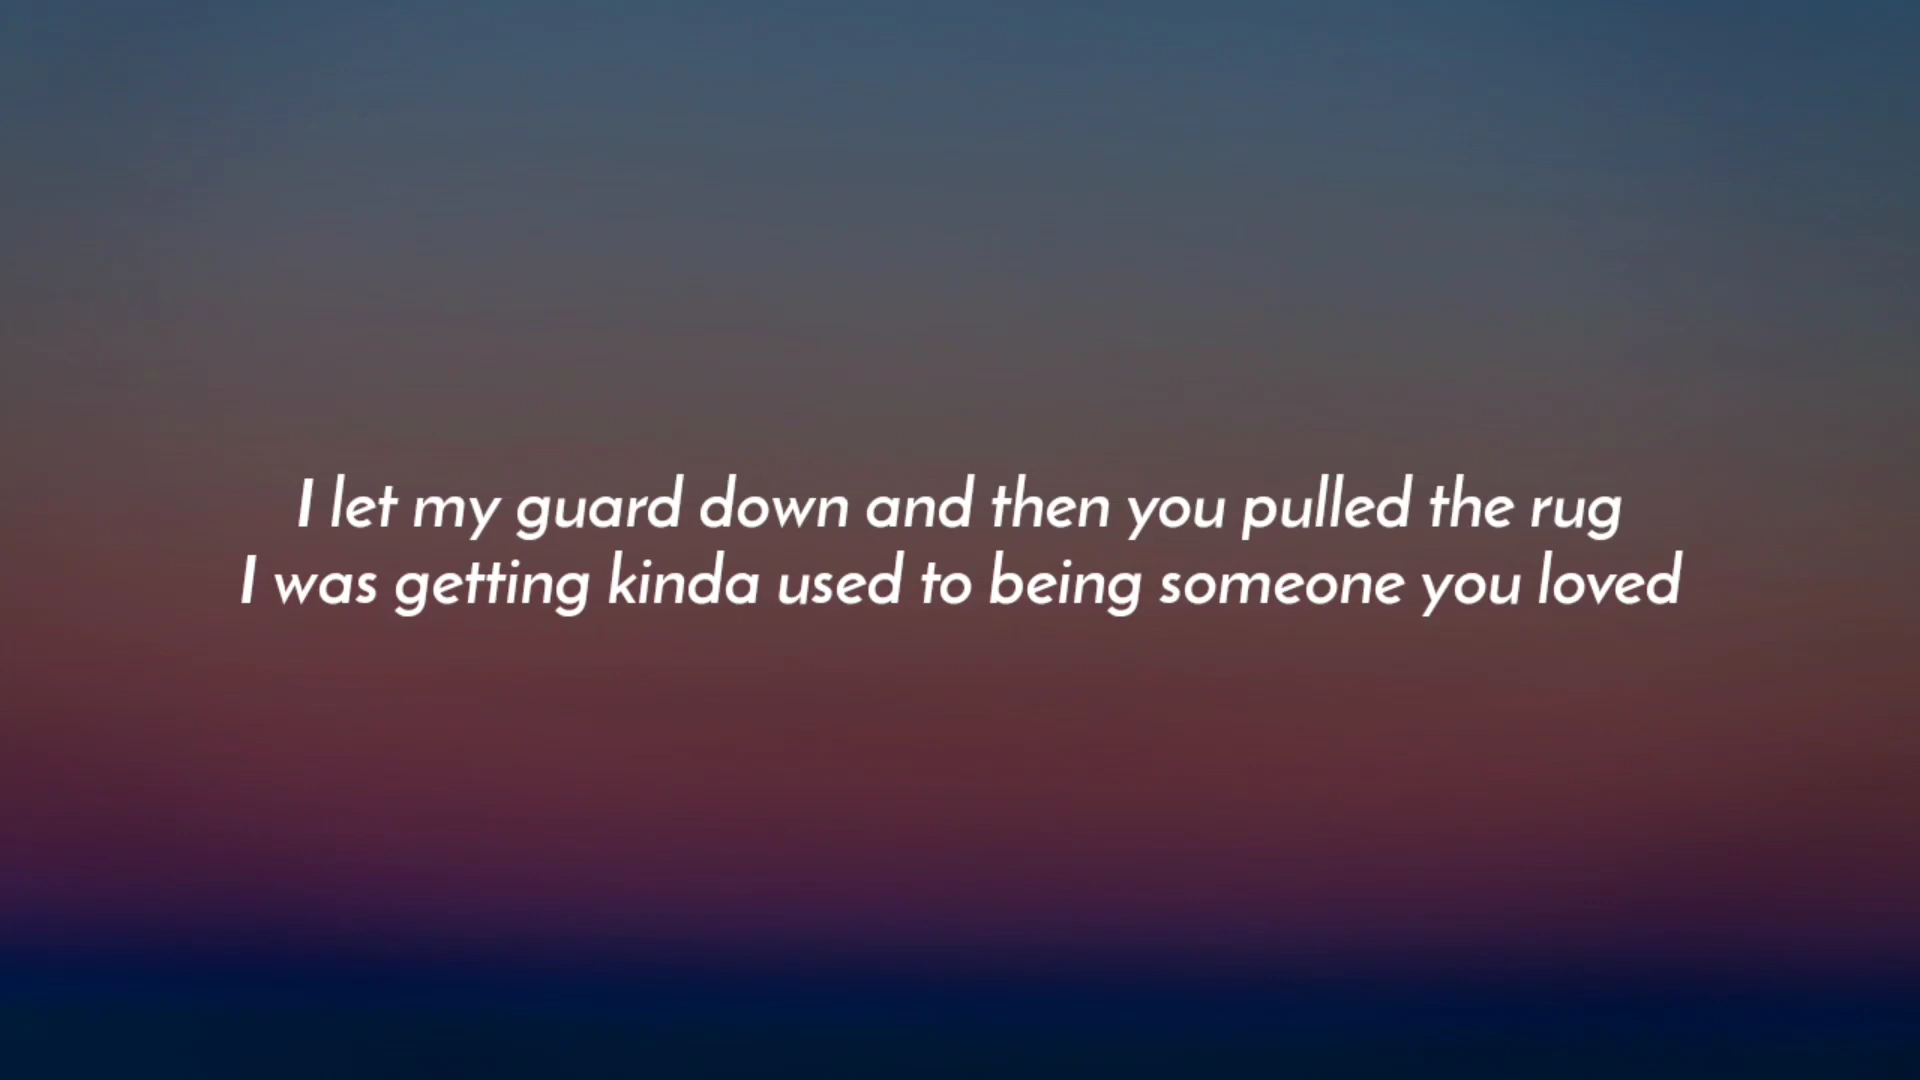 I let my guard down and then you pulled the rug
I was getting kinda used to being someone you loved